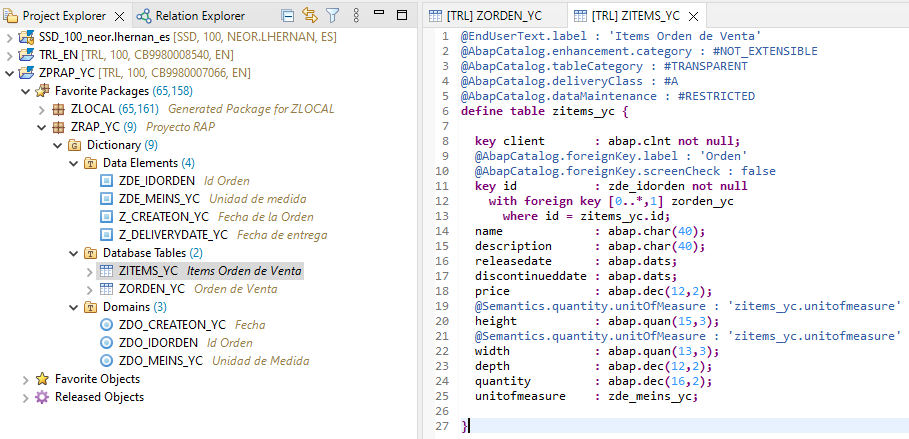 Project Explorer
Relation Explorer
SSD_100_neor.lhernan_es [SSD, 100, NEOR.LHERNAN, ES]
TRL_EN [TRL, 100, CB9980008540, EN]
ZPRAP_YC [TRL, 100, CB9980007066, EN]
Favorite Packages (65,158)
ZLOCAL (65,161) Generated Package for ZLOCAL
ZRAP_YC (9) Proyecto RAP
Dictionary (9)
Data Elements (4)
ZDE_IDORDEN Id Orden
ZDE_MEINS_YC Unidad de medida
Z_CREATEON_YC Fecha de la Orden
Z_DELIVERYDATE_YC Fecha de entrega
Database Tables (2)
ZITEMS_YC Items Orden de Venta
ZORDEN_YC Orden de Venta
Domains (3)
ZDO_CREATEON_YC Fecha
ZDO_IDORDEN Id Orden
ZDO_MEINS_YC Unidad de Medida
Favorite Objects
Released Objects
[TRL] ZORDEN_YC
[TRL] ZITEMS_YC
1 @EndUserText.label : 'Items Orden de Venta'
2 @AbapCatalog.enhancement.category : #NOT_EXTENSIBLE
3 @AbapCatalog.tableCategory : #TRANSPARENT
4 @AbapCatalog.deliveryClass : #A
5 @AbapCatalog.dataMaintenance : #RESTRICTED
6 define table zitems_yc {
7
8 key client : abap.clnt not null;
9 @AbapCatalog.foreignKey.label : 'Orden'
10 @AbapCatalog.foreignKey.screenCheck : false
11 key id : zde_idorden not null
12 with foreign key [0..*,1] zorden_yc
13 where id = zitems_yc.id;
14 name : abap.char(40);
15 description : abap.char(40);
16 releasedate : abap.dats;
17 discontinueddate : abap.dats;
18 price : abap.dec(12,2);
19 @Semantics.quantity.unitOfMeasure : 'zitems_yc.unitofmeasure'
20 height : abap.quan(15,3);
21 @Semantics.quantity.unitOfMeasure : 'zitems_yc.unitofmeasure'
22 width : abap.quan(13,3);
23 depth : abap.dec(12,2);
24 quantity : abap.dec(16,2);
25 unitofmeasure : zde_meins_yc;
26
27 }